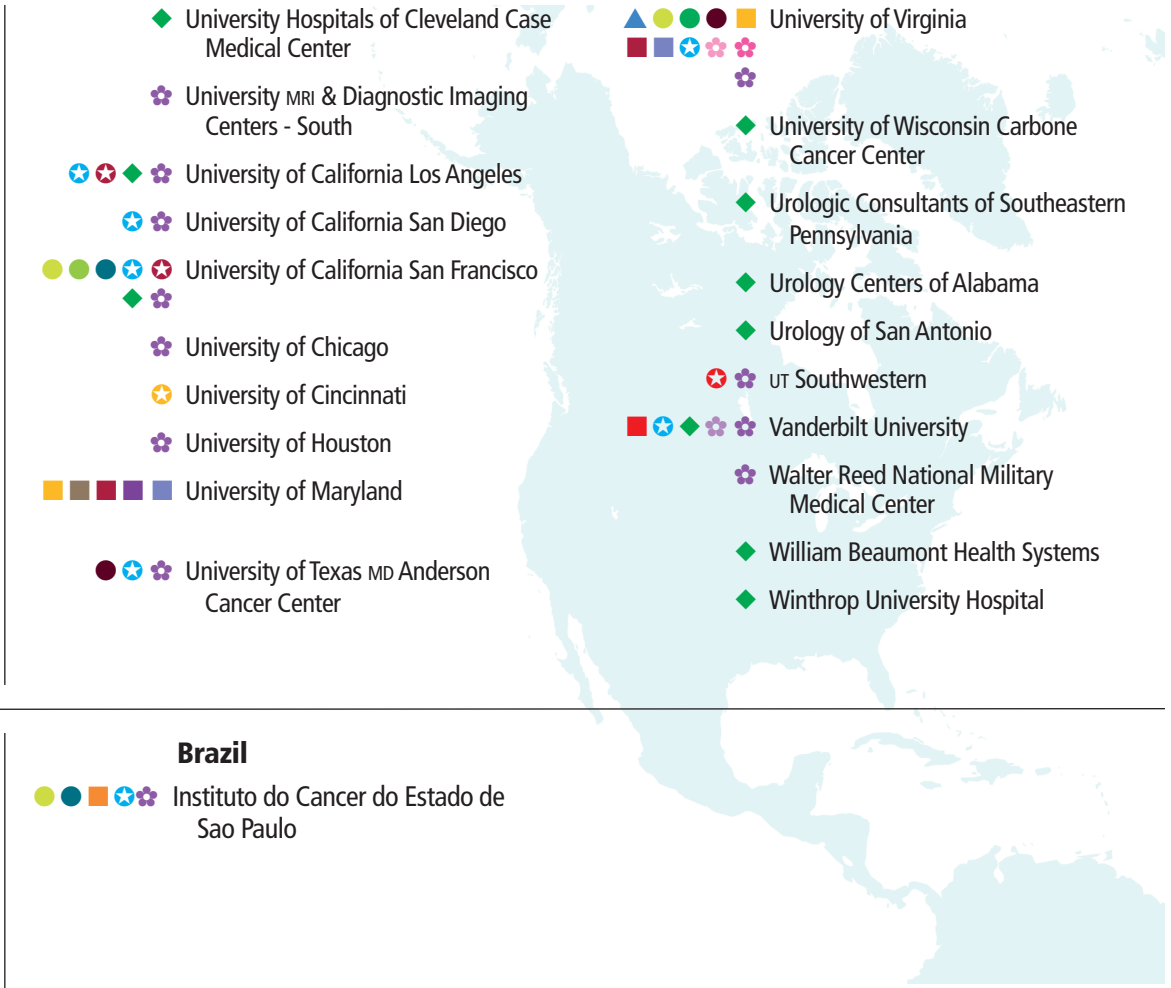 University Hospitals of Cleveland Case
Medical Center
University MRI & Diagnostic Imaging
Centers - South
University of California Los Angeles
University of California San Diego
University of California San Francisco
University of Chicago
University of Cincinnati
University of Houston
University of Maryland
University of Texas MD Anderson
Cancer Center
University of Virginia
University of Wisconsin Carbone
Cancer Center
Urologic Consultants of Southeastern
Pennsylvania
Urology Centers of Alabama
Urology of San Antonio
UT Southwestern
Vanderbilt University
Walter Reed National Military
Medical Center
William Beaumont Health Systems
Winthrop University Hospital
Brazil
Instituto do Cancer do Estado de
Sao Paulo